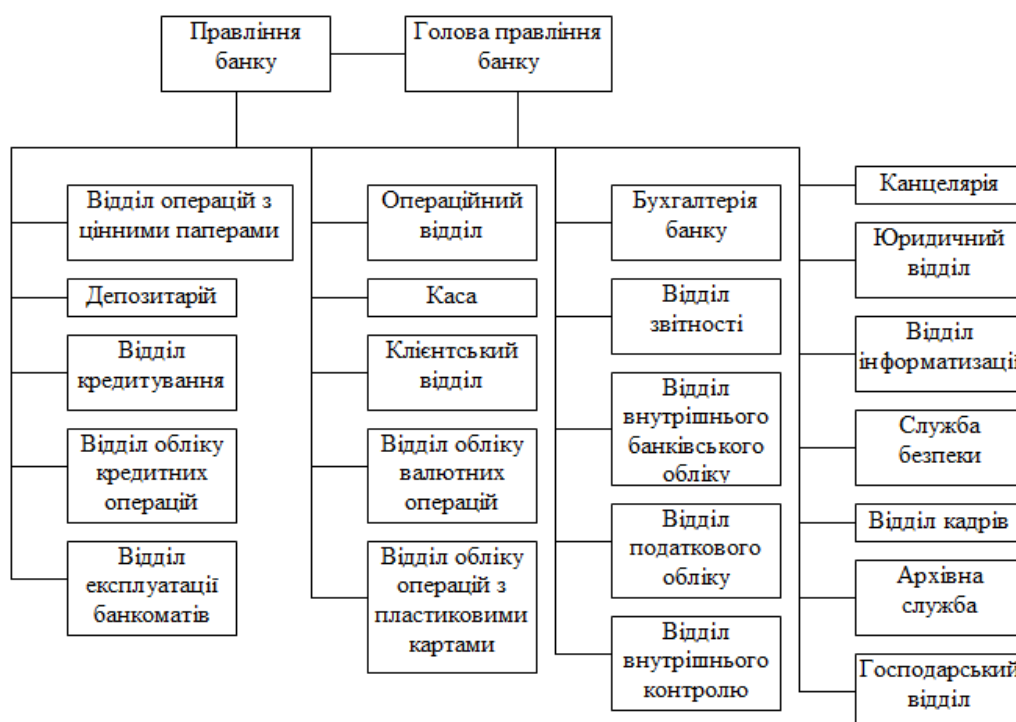 Правління
банку
Голова правління
банку
Відділ операцій з
цінними паперами
Депозитарій
Відділ
кредитування
Відділ обліку
кредитних
операцій
Відділ
експлуатації
банкоматів
Операційний
відділ
Каса
Клієнтський
відділ
Відділ обліку
валютних
операцій
Відділ обліку
операцій з
пластиковими
картами
Бухгалтерія
банку
Відділ
звітності
Відділ
внутрішнього
банківського
обліку
Відділ
податкового
обліку
Відділ
внутрішнього
контролю
Канцелярія
Юридичний
відділ
Відділ
інформатизації
Служба
безпеки
Відділ кадрів
Архівна
служба
Господарський
відділ